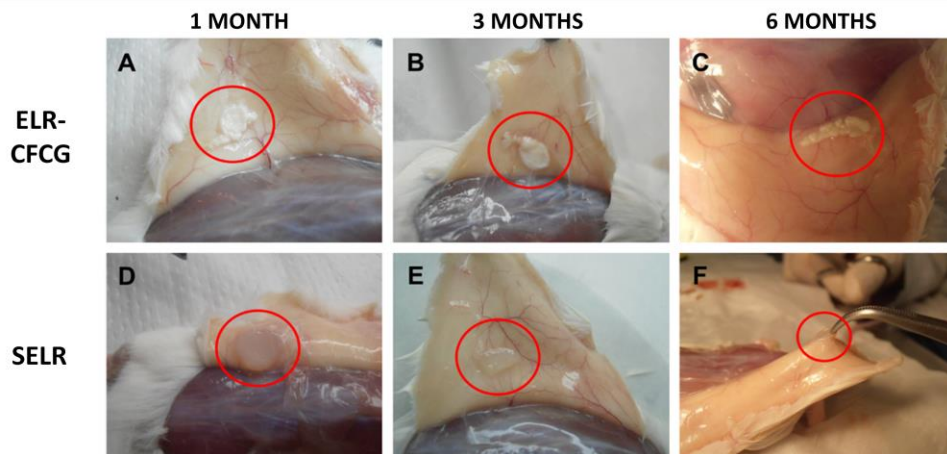 1 MONTH
3 MONTHS
6 MONTHS
ELR-
CFCG
A
B
C
SELR
D
E
F